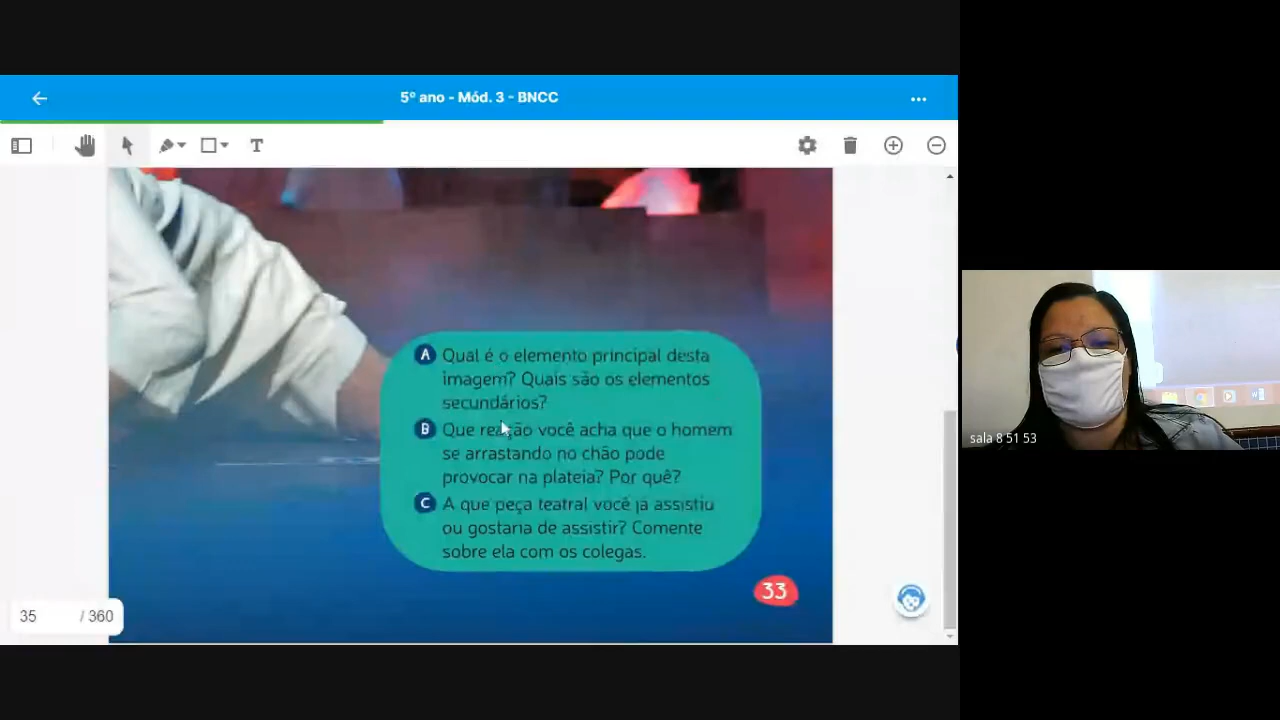 5º ano - Mód. 3 - BNCC
T
A Qual é o elemento principal desta
imagem? Quais são os elementos
secundários?
B Que reação você acha que o homem
se arrastando no chão pode
provocar na plateia? Por quê?
C A que peça teatral você já assistiu
ou gostaria de assistir? Comente
sobre ela com os colegas.
33
35 / 360
sala 8 51 53